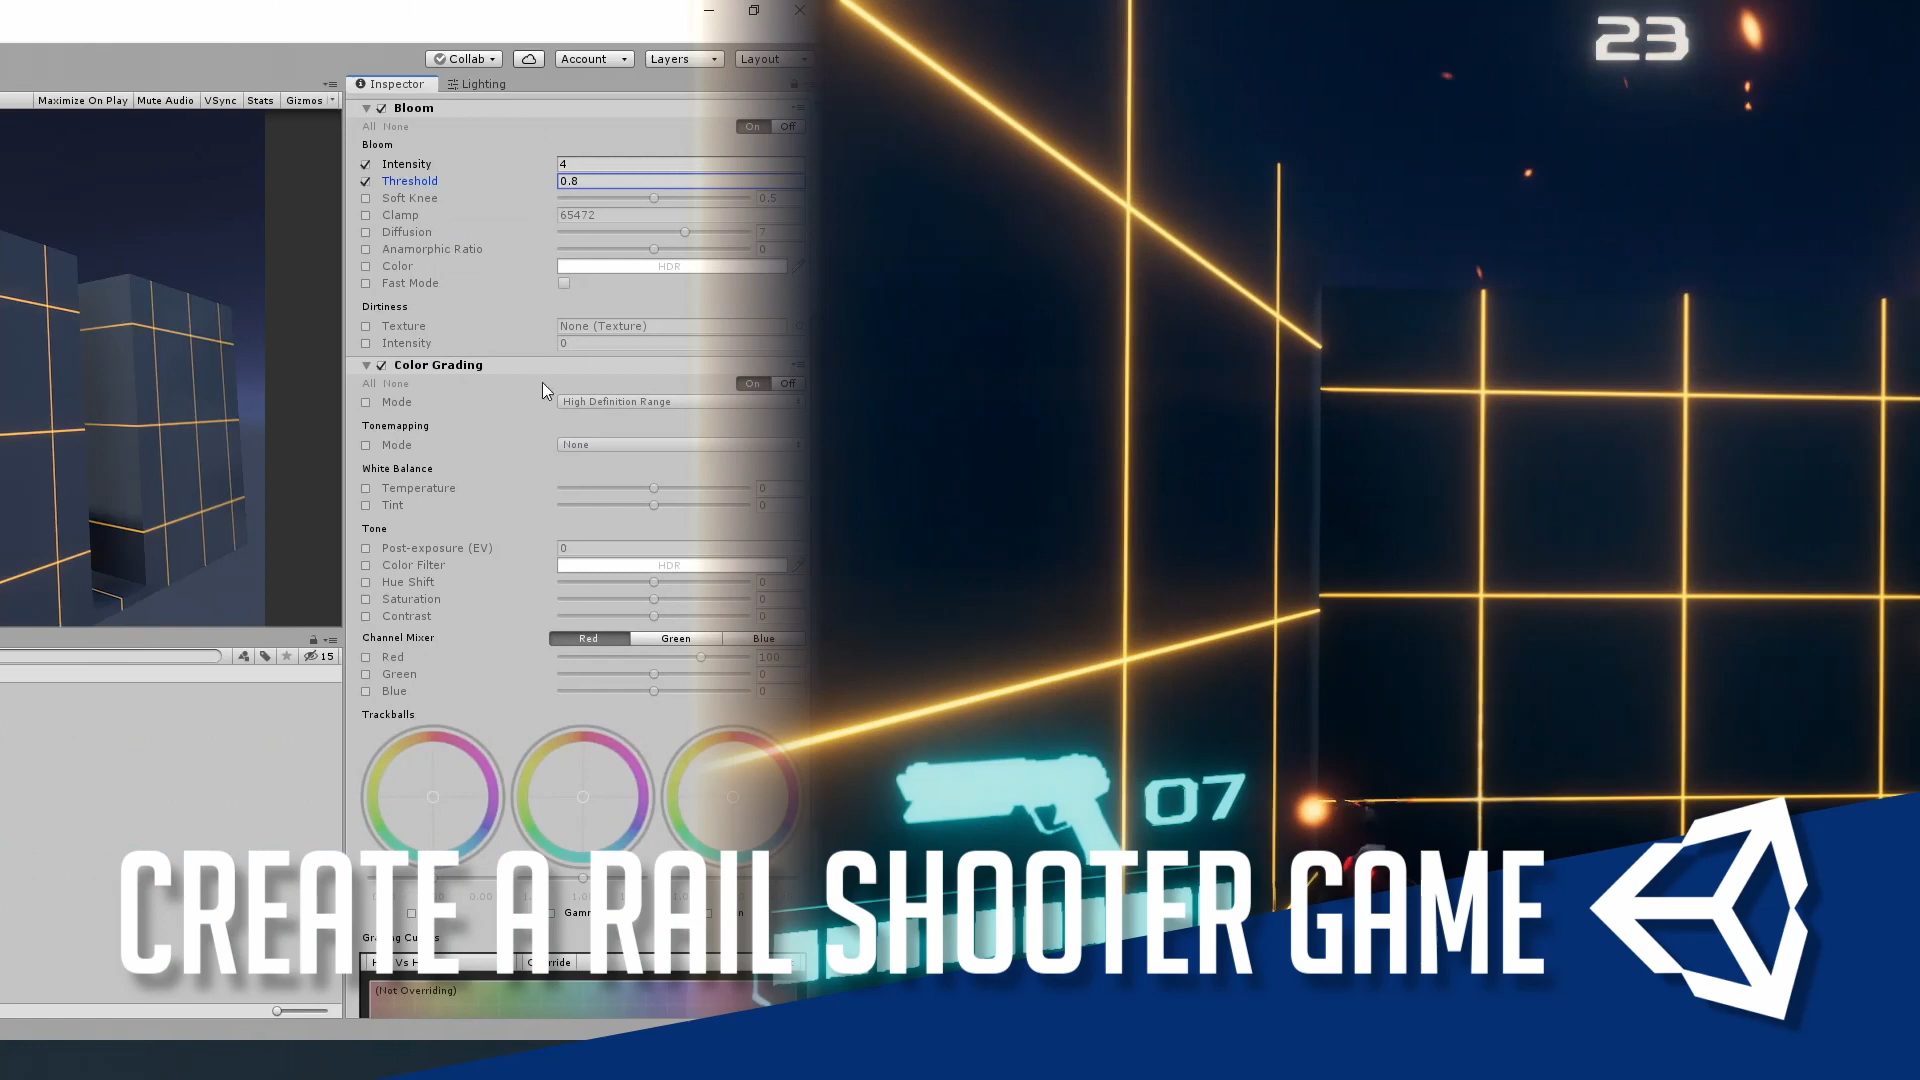 Collab
Account
Layers
Layout
Inspector
Lighting
Maximize On Play
Mute Audio
VSync
Stats
Gizmos
Bloom
All None
On
Off
Bloom
Intensity
4
Threshold
0.8
Soft Knee
0.5
Clamp
65472
Diffusion
7
Anamorphic Ratio
0
Color
HDR
Fast Mode
Dirtiness
Texture
None (Texture)
Intensity
0
Color Grading
All None
On
Off
Mode
High Definition Range
Tonemapping
Mode
None
White Balance
Temperature
0
Tint
0
Tone
Post-exposure (EV)
0
Color Filter
HDR
Hue Shift
0
Saturation
0
Contrast
0
Channel Mixer
Red
Green
Blue
15
Red
100
Green
0
Blue
0
Trackballs
(Not Overriding)
23
07
CREATE A RAIL SHOOTER GAME